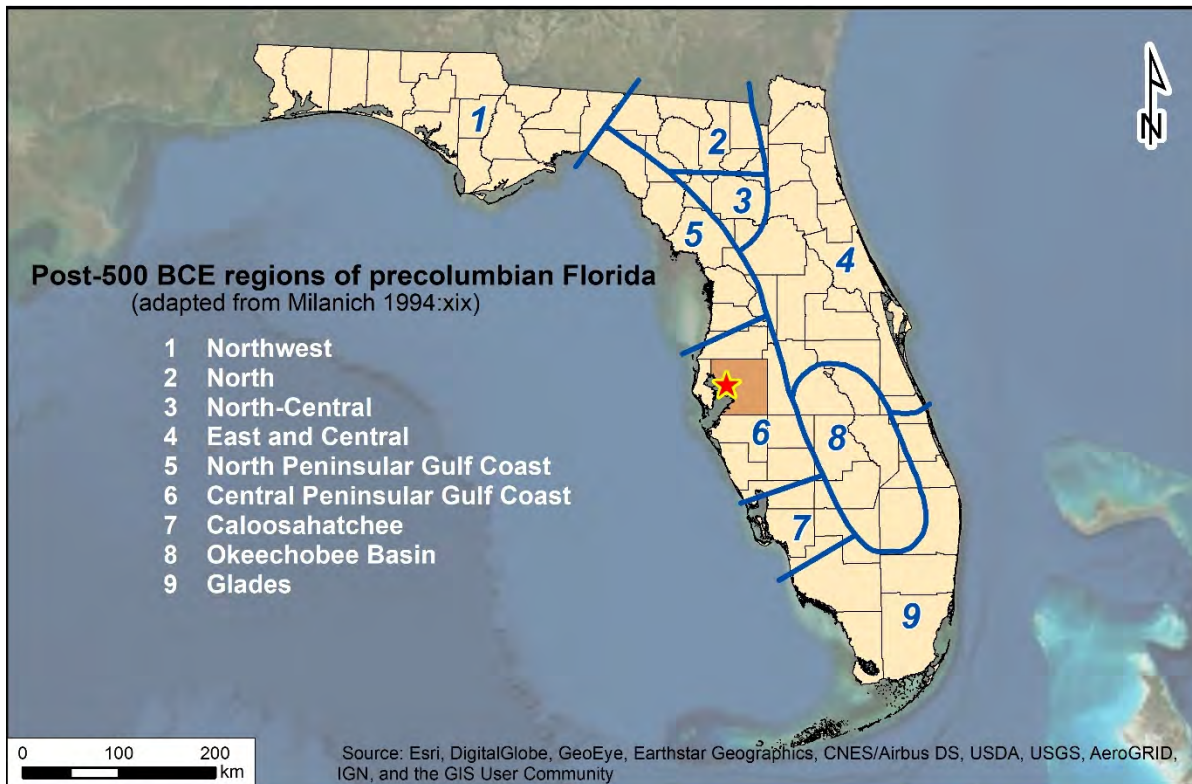 N
1
2
3
5
4
Post-500 BCE regions of precolumbian Florida
(adapted from Milanich 1994:xix)
1 Northwest
2 North
3 North-Central
4 East and Central
5 North Peninsular Gulf Coast
6 Central Peninsular Gulf Coast
7 Caloosahatchee
8 Okeechobee Basin
9 Glades
6
8
7
9
0 100 200
km
Source: Esri, DigitalGlobe, GeoEye, Earthstar Geographics, CNES/Airbus DS, USDA, USGS, AeroGRID,
IGN, and the GIS User Community